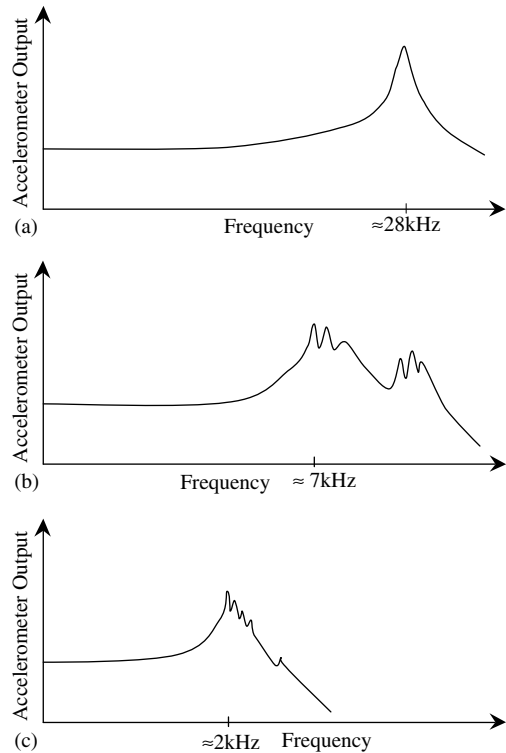 Accelerometer Output
(a)
Frequency
≈28kHz
Accelerometer Output
(b)
Frequency
≈ 7kHz
Accelerometer Output
(c)
≈2kHz
Frequency